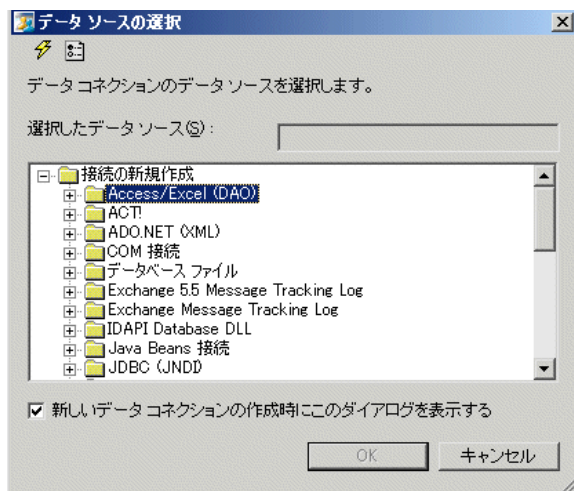 データ ソースの選択
データ コネクションのデータ ソースを選択します。
選択したデータ ソース(S):
接続の新規作成
Access/Excel (DAO)
ACT!
ADO.NET (XML)
COM 接続
データベース ファイル
Exchange 5.5 Message Tracking Log
Exchange Message Tracking Log
IDAPI Database DLL
Java Beans 接続
JDBC (JNDI)
新しいデータ コネクションの作成時にこのダイアログを表示する
OK キャンセル